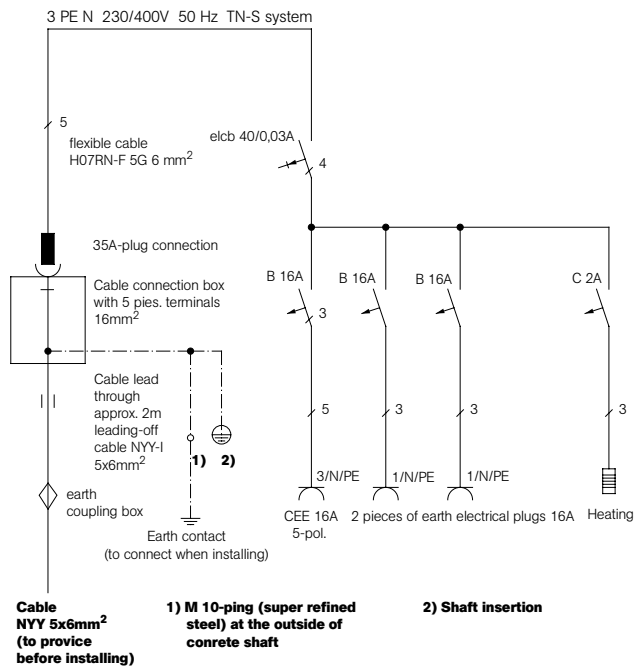 3 PE N 230/400V 50 Hz TN-S system
5
flexible cable
H07RN-F 5G 6 mm²
elcb 40/0,03A
4
35A-plug connection
Cable connection box
with 5 pies. terminals
16mm²
B 16A
B 16A
B 16A
C 2A
3
Cable lead
through
approx. 2m
leading-off
cable NYY-I
5x6mm²
1)
2)
5
3
3
3
3/N/PE
1/N/PE
1/N/PE
earth
coupling box
Earth contact
(to connect when installing)
CEE 16A
5-pol.
2 pieces of earth electrical plugs 16A
Heating
Cable
NYY 5x6mm²
(to provice
before installing)
1) M 10-ping (super refined
steel) at the outside of
conrete shaft
2) Shaft insertion